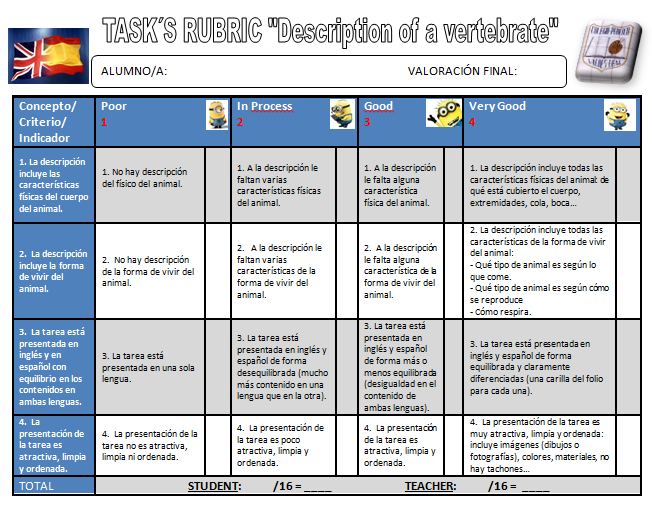 TASK´S RUBRIC "Description of a vertebrate"
ALUMNO/A:
VALORACIÓN FINAL:
Concepto/
Criterio/
Indicador
Poor
1
In Process
2
Good
3
Very Good
4
1. La descripción
incluye las
características
físicas del cuerpo
del animal.
1. No hay descripción
del físico del animal.
1. A la descripción le
faltan varias
características físicas
del animal.
1. A la descripción
le falta alguna
característica
física del animal.
1. La descripción incluye todas las
características físicas del animal: de
qué está cubierto el cuerpo,
extremidades, cola, boca...
2. La descripción
incluye la forma
de vivir del
animal.
2. No hay descripción
de la forma de vivir del
animal.
2. A la descripción le
faltan varias
características de la
forma de vivir del
animal.
2. A la descripción
le falta alguna
característica de la
forma de vivir del
animal.
2. La descripción incluye todas las
características de la forma de vivir
del animal:
- Qué tipo de animal es según lo
que come.
- Qué tipo de animal es según cómo
se reproduce
- Cómo respira.
3. La tarea está
presentada en
inglés y en
español con
equilibrio en los
contenidos en
ambas lenguas.
3. La tarea está
presentada en una sola
lengua.
3. La tarea está
presentada en inglés y
español de forma
desequilibrada (mucho
más contenido en una
lengua que en la otra).
3. La tarea está
presentada en
inglés y español
de forma más o
menos equilibrada
(desigualdad en el
contenido de
ambas lenguas).
3. La tarea está presentada en
inglés y español de forma
equilibrada y claramente
diferenciadas (una carilla del folio
para cada una).
4. La
presentación de
la tarea es
atractiva, limpia
y ordenada.
4. La presentación de la
tarea no es atractiva,
limpia ni ordenada.
4. La presentación de
la tarea es poco
atractiva, limpia y
ordenada.
4. La presentación
de la tarea es
atractiva, limpia y
ordenada.
4. La presentación de la tarea es
muy atractiva, limpia y ordenada:
incluye imágenes (dibujos o
fotografías), colores, materiales, no
hay tachones...
TOTAL
STUDENT: /16 = ____ TEACHER: /16 = ____